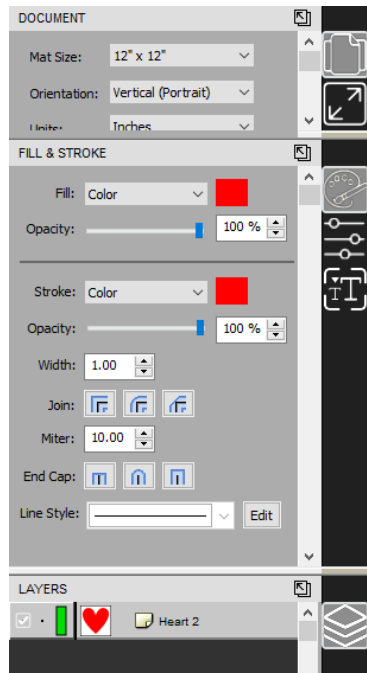 DOCUMENT
Mat Size: 12" x 12"
Orientation: Vertical (Portrait)
Units: Inches
FILL & STROKE
Fill: Color
Opacity: 100 %
Stroke: Color
Opacity: 100 %
Width: 1.00
Join:
Miter: 10.00
End Cap:
Line Style: Edit
LAYERS
Heart 2